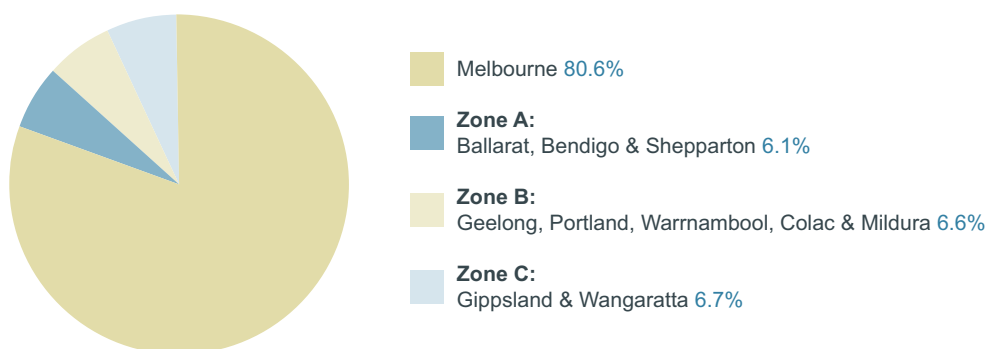 Melbourne 80.6%
Zone A:
Ballarat, Bendigo & Shepparton 6.1%
Zone B:
Geelong, Portland, Warrnambool, Colac & Mildura 6.6%
Zone C:
Gippsland & Wangaratta 6.7%